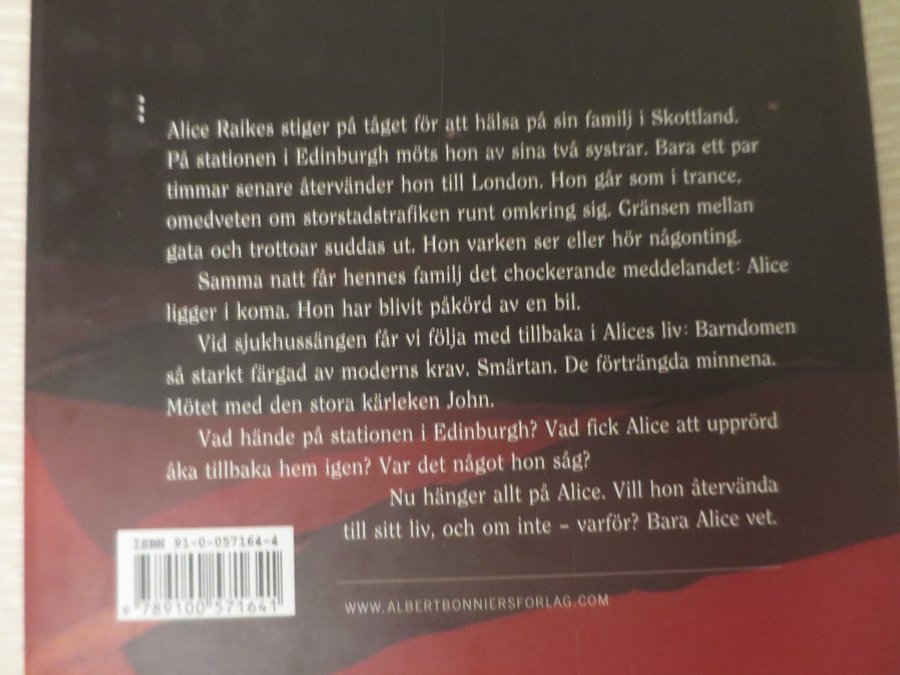 Alice Raikes stiger på tåget för att hälsa på sin familj i Skottland.
På stationen i Edinburgh möts hon av sina två systrar. Bara ett par
timmar senare återvänder hon till London. Hon går som i trance,
omedveten om storstadstrafiken runt omkring sig. Gränsen mellan
gata och trottoar suddas ut. Hon varken ser eller hör någonting.
Samma natt får hennes familj det chockerande meddelandet: Alice
ligger i koma. Hon har blivit påkörd av en bil.
Vid sjukhussängen får vi följa med tillbaka i Alices liv: Barndomen
så starkt färgad av moderns krav. Smärtan. De förträngda minnena.
Mötet med den stora kärleken John.
Vad hände på stationen i Edinburgh? Vad fick Alice att upprörd
åka tillbaka hem igen? Var det något hon såg?
Nu hänger allt på Alice. Vill hon återvända
till sitt liv, och om inte – varför? Bara Alice vet.
ISBN 91-0-057164-4
9 789100 571641
WWW.ALBERTBONNIERSFORLAG.COM